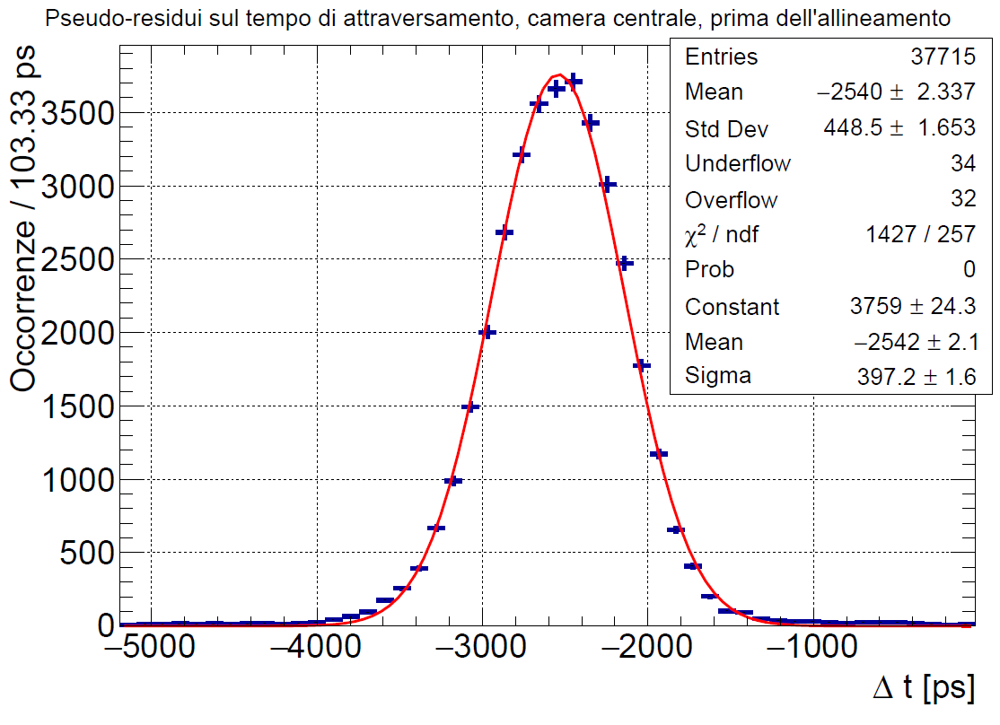 Pseudo-residui sul tempo di attraversamento, camera centrale, prima dell'allineamento
Occorrenze / 103.33 ps
3500
3000
2500
2000
1500
1000
500
0
Entries 37715
Mean −2540 ± 2.337
Std Dev 448.5 ± 1.653
Underflow 34
Overflow 32
χ² / ndf 1427 / 257
Prob 0
Constant 3759 ± 24.3
Mean −2542 ± 2.1
Sigma 397.2 ± 1.6
−5000 −4000 −3000 −2000 −1000
Δ t [ps]